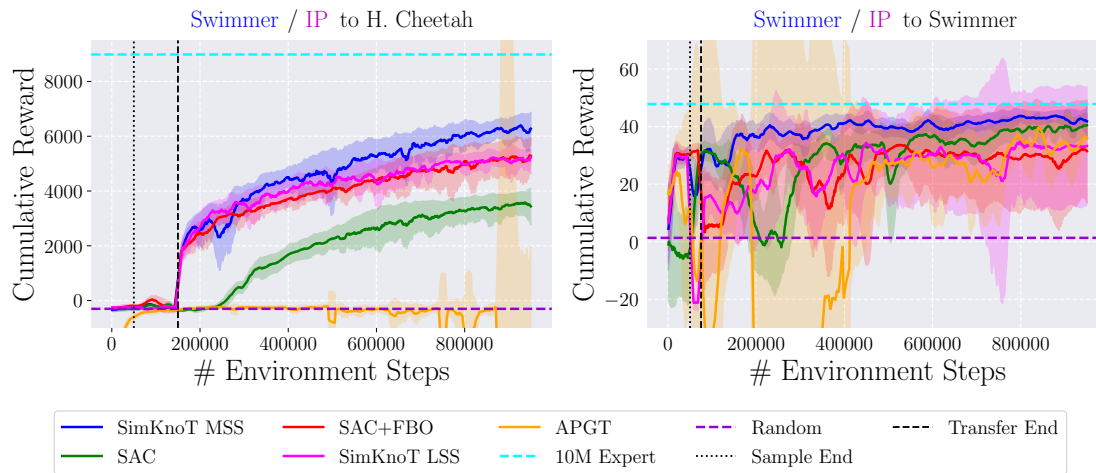 Swimmer / IP to H. Cheetah
Cumulative Reward
8000
6000
4000
2000
0
0 200000 400000 600000 800000
# Environment Steps
Swimmer / IP to Swimmer
Cumulative Reward
60
40
20
0
−20
0 200000 400000 600000 800000
# Environment Steps
SimKnoT MSS SAC+FBO APGT Random Transfer End
SAC SimKnoT LSS 10M Expert Sample End